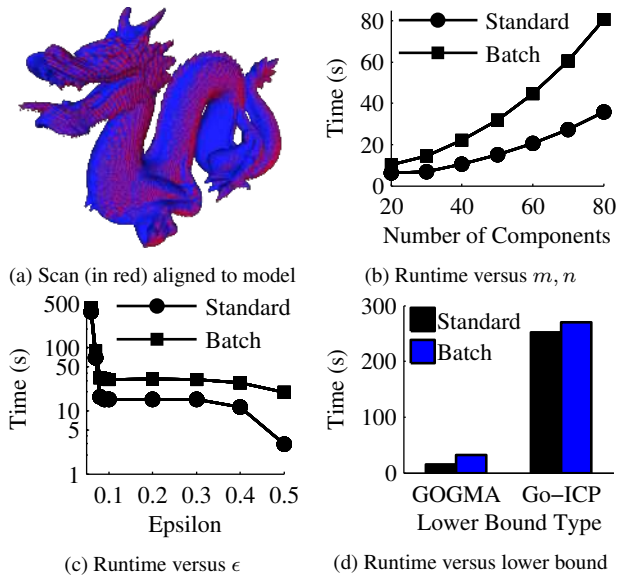 (a) Scan (in red) aligned to model
80
60
40
20
0
Time (s)
Standard
Batch
20 40 60 80
Number of Components
(b) Runtime versus m, n
500
100
50
10
5
1
Time (s)
Standard
Batch
0.1 0.2 0.3 0.4 0.5
Epsilon
(c) Runtime versus ϵ
300
200
100
0
Time (s)
Standard
Batch
GOGMA Go−ICP
Lower Bound Type
(d) Runtime versus lower bound